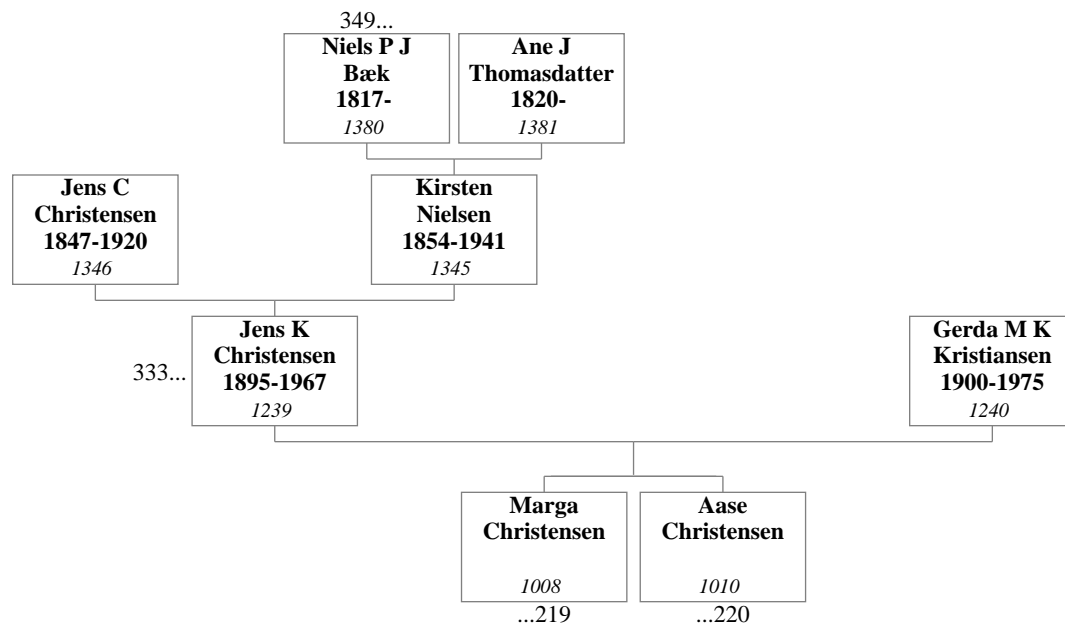 349...
Niels P J
Bæk
1817-
1380
Ane J
Thomasdatter
1820-
1381
Jens C
Christensen
1847-1920
1346
Kirsten
Nielsen
1854-1941
1345
333...
Jens K
Christensen
1895-1967
1239
Gerda M K
Kristiansen
1900-1975
1240
Marga
Christensen
1008
...219
Aase
Christensen
1010
...220